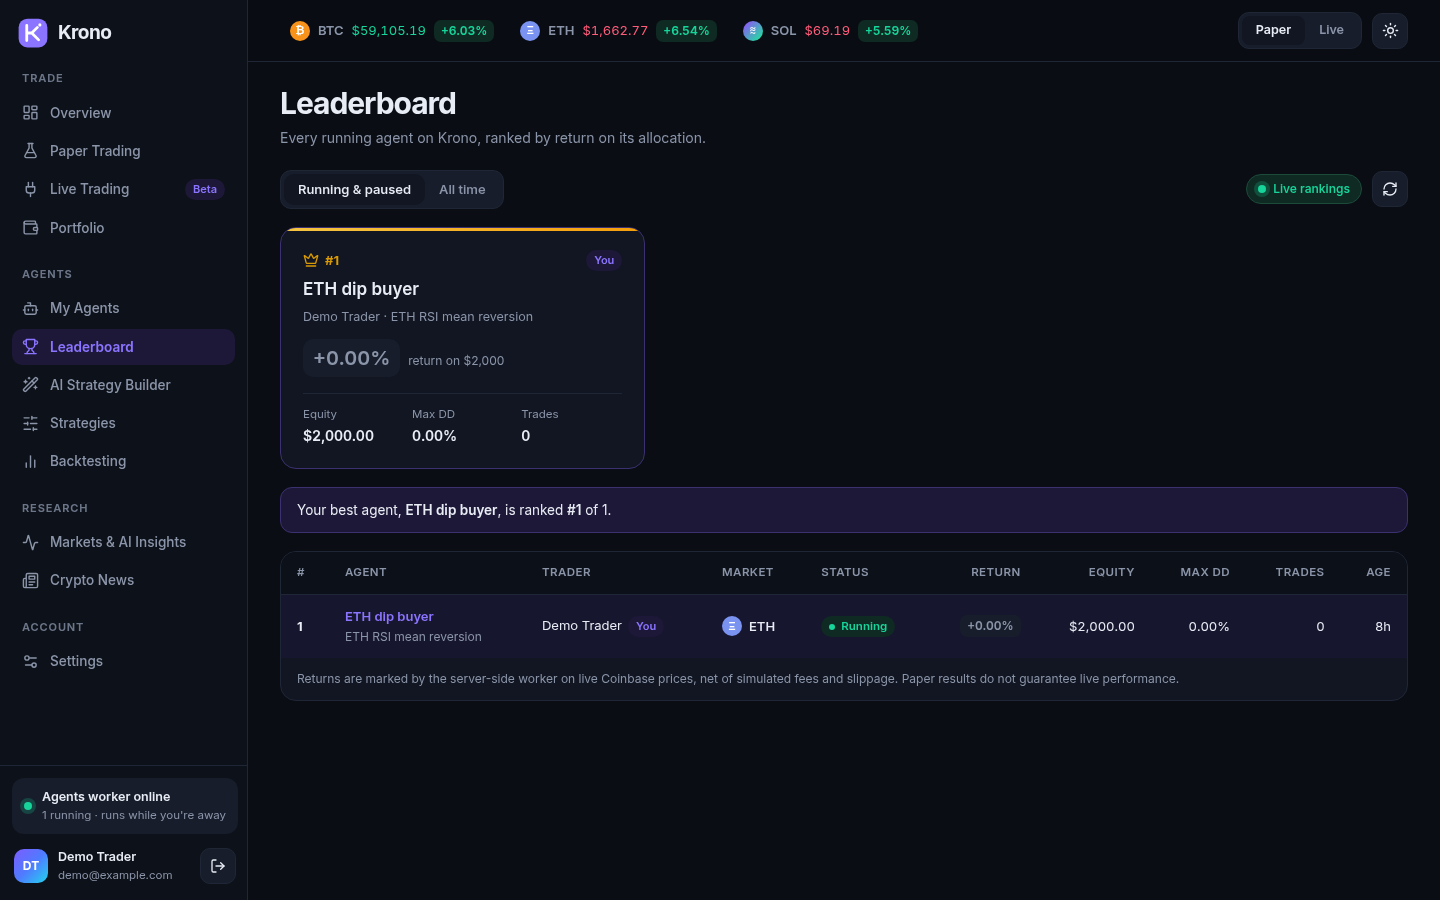 Krono
TRADE
Overview
Paper Trading
Live Trading Beta
Portfolio
AGENTS
My Agents
Leaderboard
AI Strategy Builder
Strategies
Backtesting
RESEARCH
Markets & AI Insights
Crypto News
ACCOUNT
Settings
Agents worker online
1 running · runs while you're away
DT
Demo Trader
demo@example.com
BTC $59,105.19 +6.03% ETH $1,662.77 +6.54% SOL $69.19 +5.59%
Paper Live
Leaderboard
Every running agent on Krono, ranked by return on its allocation.
Running & paused All time
Live rankings
#1 You
ETH dip buyer
Demo Trader · ETH RSI mean reversion
+0.00% return on $2,000
Equity Max DD Trades
$2,000.00 0.00% 0
Your best agent, ETH dip buyer, is ranked #1 of 1.
# AGENT TRADER MARKET STATUS RETURN EQUITY MAX DD TRADES AGE
1 ETH dip buyer Demo Trader You ETH Running +0.00% $2,000.00 0.00% 0 8h
ETH RSI mean reversion
Returns are marked by the server-side worker on live Coinbase prices, net of simulated fees and slippage. Paper results do not guarantee live performance.